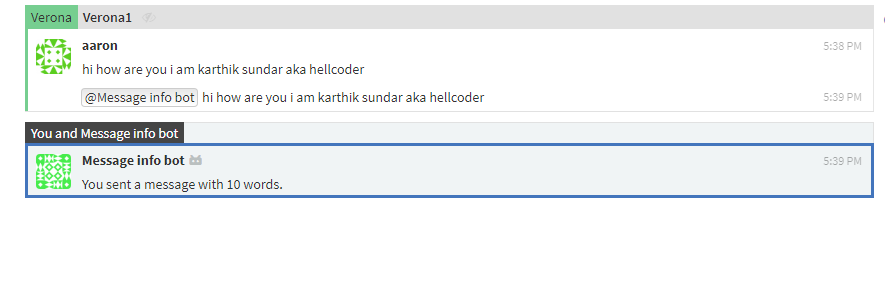 Verona Verona1
aaron 5:38 PM
hi how are you i am karthik sundar aka hellcoder
@Message info bot hi how are you i am karthik sundar aka hellcoder 5:39 PM
You and Message info bot
Message info bot 5:39 PM
You sent a message with 10 words.